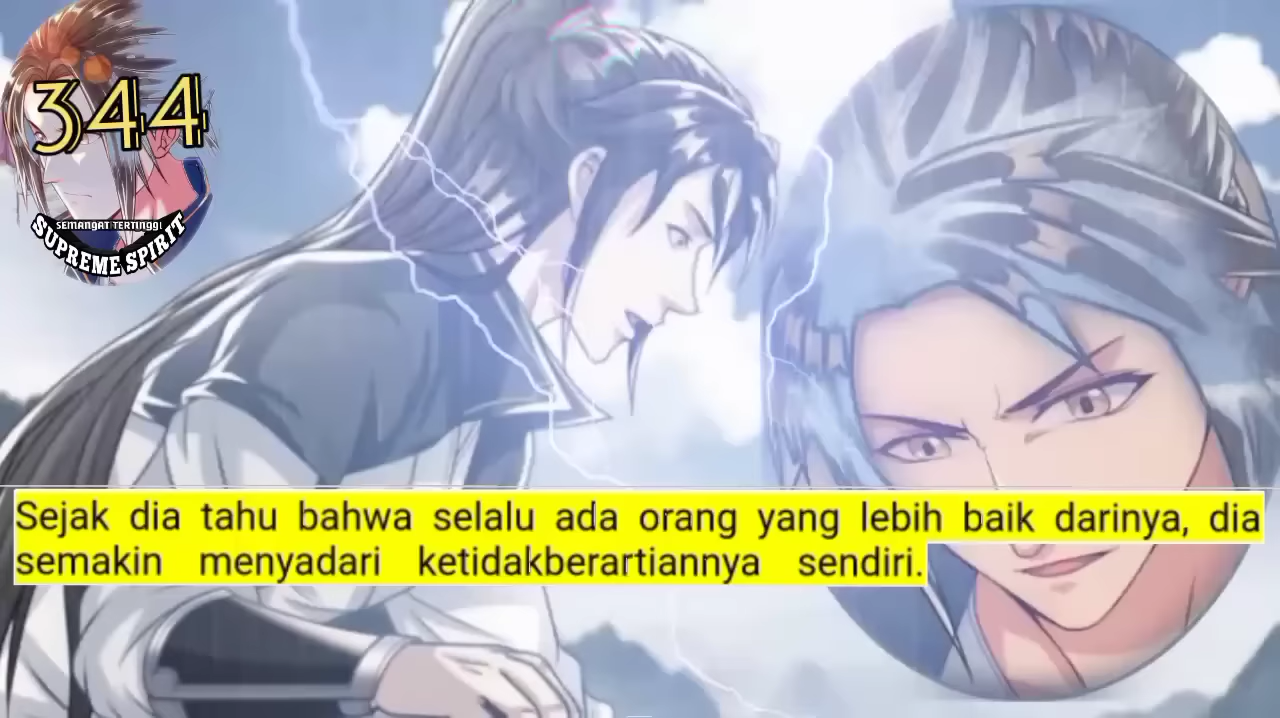 344
SEMANGAT TERTINGGI
SUPREME SPIRIT
Sejak dia tahu bahwa selalu ada orang yang lebih baik darinya, dia
semakin menyadari ketidakberartiannya sendiri.